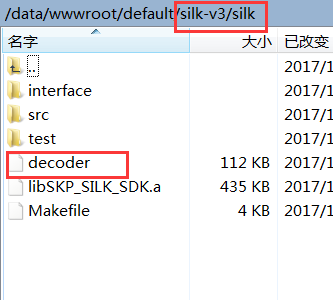 /data/wwwroot/default/silk-v3/silk
名字 大小 已改变
.. 2017/1
interface 2017/1
src 2017/1
test 2017/1
decoder 112 KB 2017/1
libSKP_SILK_SDK.a 435 KB 2017/1
Makefile 4 KB 2017/1